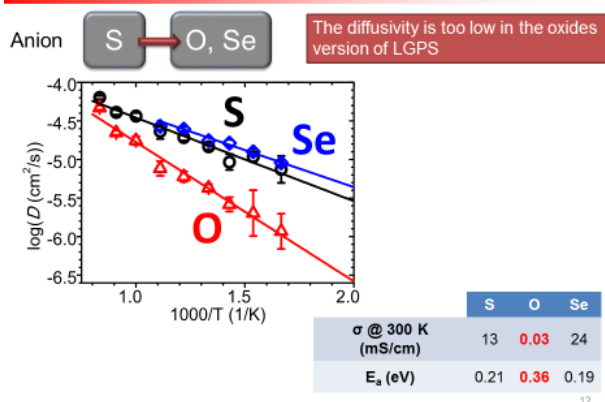 Anion
S
O, Se
The diffusivity is too low in the oxides
version of LGPS
log(D (cm²/s))
-4.0
-4.5
-5.0
-5.5
-6.0
-6.5
S
Se
O
1.0
1.5
2.0
1000/T (1/K)
S O Se
σ @ 300 K
(mS/cm)
13 0.03 24
Eₐ (eV) 0.21 0.36 0.19
12